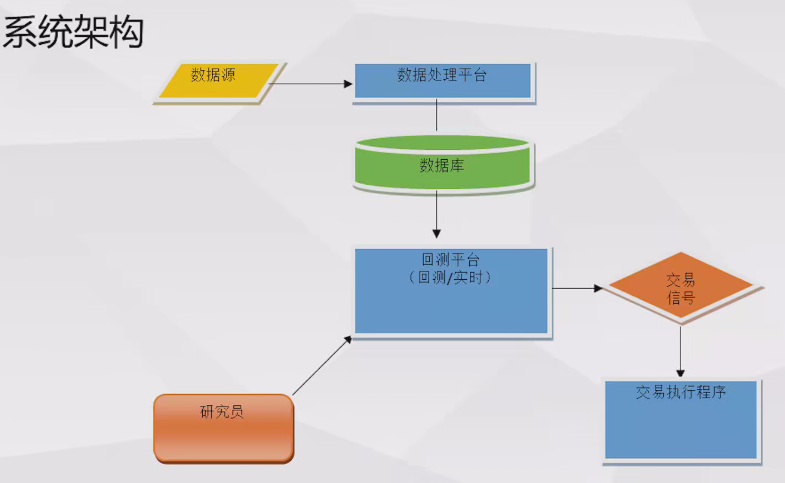 系统架构
数据源
数据处理平台
数据库
回测平台
（回测/实时）
交易
信号
研究员
交易执行程序